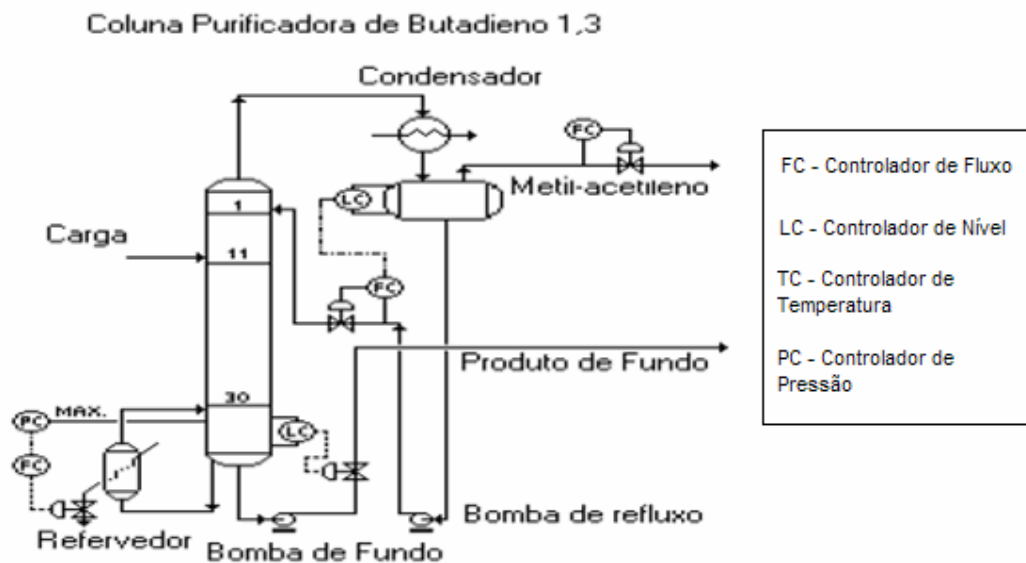 Coluna Purificadora de Butadieno 1,3
Condensador
FC
Metil-acetileno
LC
1
Carga
11
FC
Produto de Fundo
30
PC
MAX.
LC
FC
Refervedor
Bomba de Fundo
Bomba de refluxo
FC - Controlador de Fluxo
LC - Controlador de Nível
TC - Controlador de
Temperatura
PC - Controlador de
Pressão